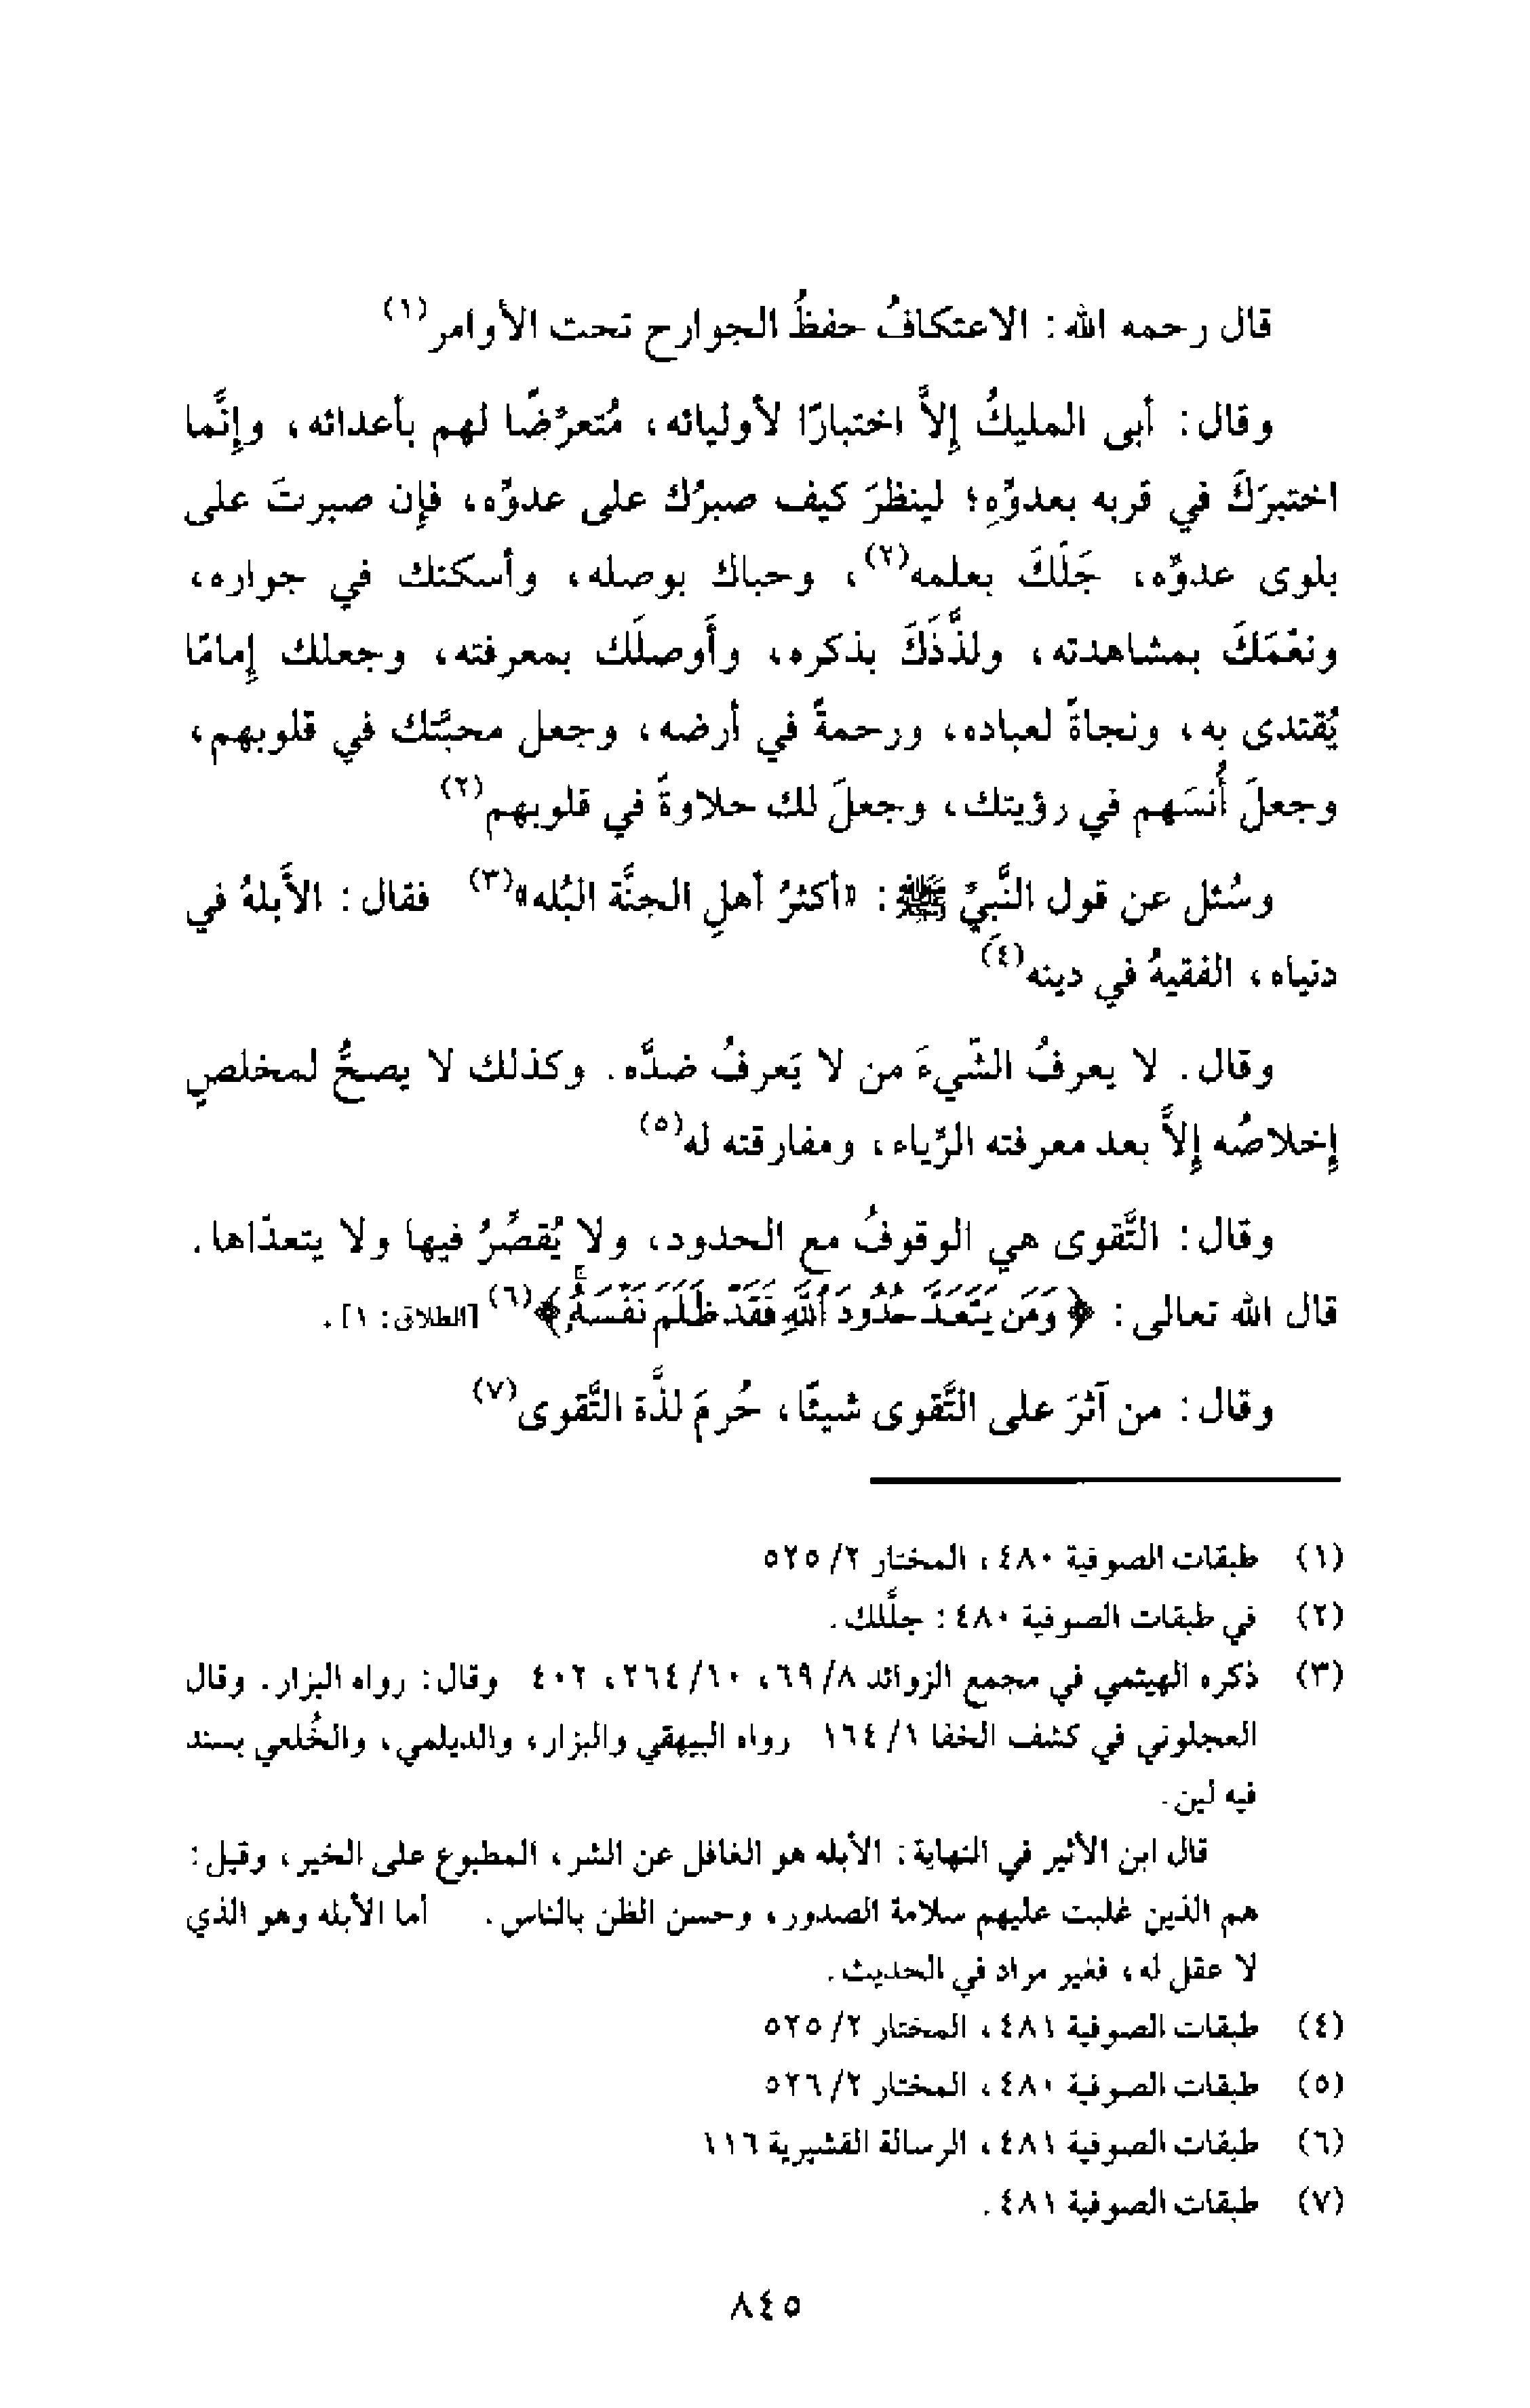 قال رحمه الله: الاعتكافُ حفظُ الجوارح تحت الأوامر(١)
وقال: أبى المليكُ إلاَّ اختبارًا لأوليائه، مُتعرِّضًا لهم بأعدائه، وإنَّما
اختبرَكَ في قربه بعدوِّهِ؛ لينظرَ كيف صبرُك على عدوِّه، فإن صبرتَ على
بلوى عدوِّه، جَلَلَكَ بعلمه(٢)، وحباك بوصله، وأسكنك في جواره،
ونعَّمَكَ بمشاهدته، ولذَّذَكَ بذكره، وأَوصلَك بمعرفته، وجعلك إمامًا
يُقتدى به، ونجاةً لعباده، ورحمةً في أرضه، وجعل محبَّتك في قلوبهم،
وجعلَ أُنسَهم في رؤيتك، وجعلَ لك حلاوةً في قلوبهم(٢)
وسُئل عن قول النَّبيِّ ﷺ: «أكثرُ أهلِ الجنَّة البُله»(٣) فقال: الأَبلهُ في
دنياه، الفقيهُ في دينه(٤)
وقال. لا يعرفُ الشَّيءَ من لا يَعرفُ ضدَّه. وكذلك لا يصحُّ لمخلصٍ
إخلاصُه إلاَّ بعد معرفته الرِّياء، ومفارقته له(٥)
وقال: التَّقوى هي الوقوفُ مع الحدود، ولا يُقصِّرُ فيها ولا يتعدَّاها.
قال الله تعالى: ﴿وَمَن يَتَعَدَّ حُدُودَ ٱللَّهِ فَقَدْ ظَلَمَ نَفْسَهُۥ﴾(٦) [الطلاق: ١].
وقال: من آثرَ على التَّقوى شيئًا، حُرمَ لذَّة التَّقوى(٧)
(١) طبقات الصوفية ٤٨٠، المختار ٢/ ٥٢٥
(٢) في طبقات الصوفية ٤٨٠: جلَّلك.
(٣) ذكره الهيثمي في مجمع الزوائد ٨/ ٦٩، ١٠/ ٢٦٤، ٤٠٢ وقال: رواه البزار. وقال
العجلوني في كشف الخفا ١/ ١٦٤ رواه البيهقي والبزار، والديلمي، والخُلعي بسند
فيه لين.
قال ابن الأثير في النهاية: الأبله هو الغافل عن الشر، المطبوع على الخير، وقيل:
هم الذين غلبت عليهم سلامة الصدور، وحسن الظن بالناس. أما الأبله وهو الذي
لا عقل له، فغير مراد في الحديث.
(٤) طبقات الصوفية ٤٨١، المختار ٢/ ٥٢٥
(٥) طبقات الصوفية ٤٨٠، المختار ٢/ ٥٢٦
(٦) طبقات الصوفية ٤٨١، الرسالة القشيرية ١١٦
(٧) طبقات الصوفية ٤٨١.
٨٤٥